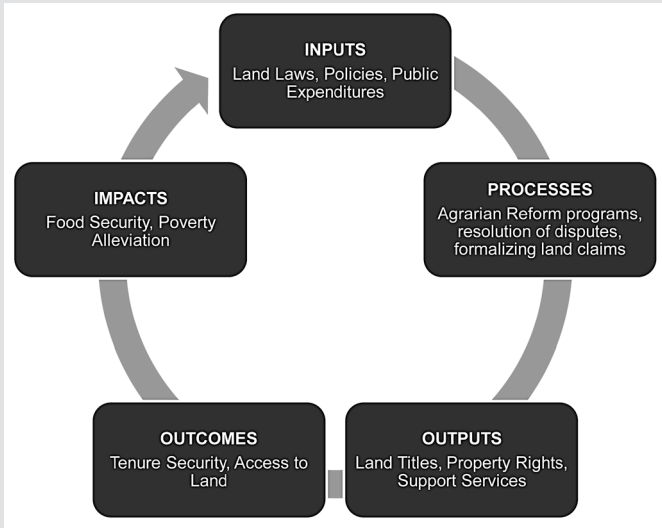 INPUTS
Land Laws, Policies, Public
Expenditures
PROCESSES
Agrarian Reform programs,
resolution of disputes,
formalizing land claims
OUTPUTS
Land Titles, Property Rights,
Support Services
OUTCOMES
Tenure Security, Access to
Land
IMPACTS
Food Security, Poverty
Alleviation